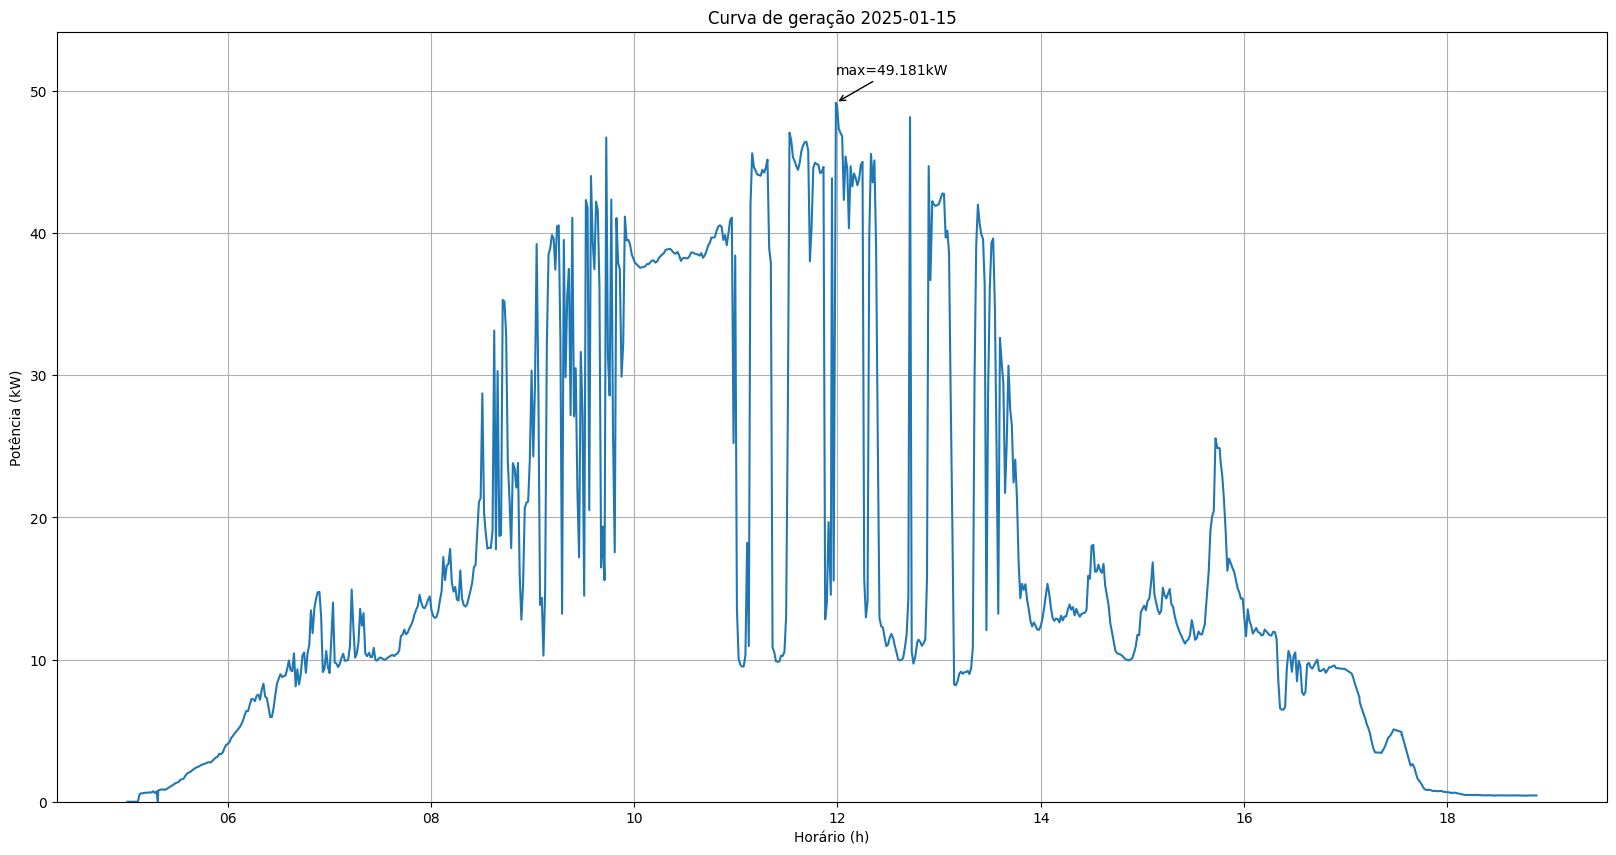 Curva de geração 2025-01-15
max=49.181kW
Potência (kW)
50
40
30
20
10
0
06 08 10 12 14 16 18
Horário (h)